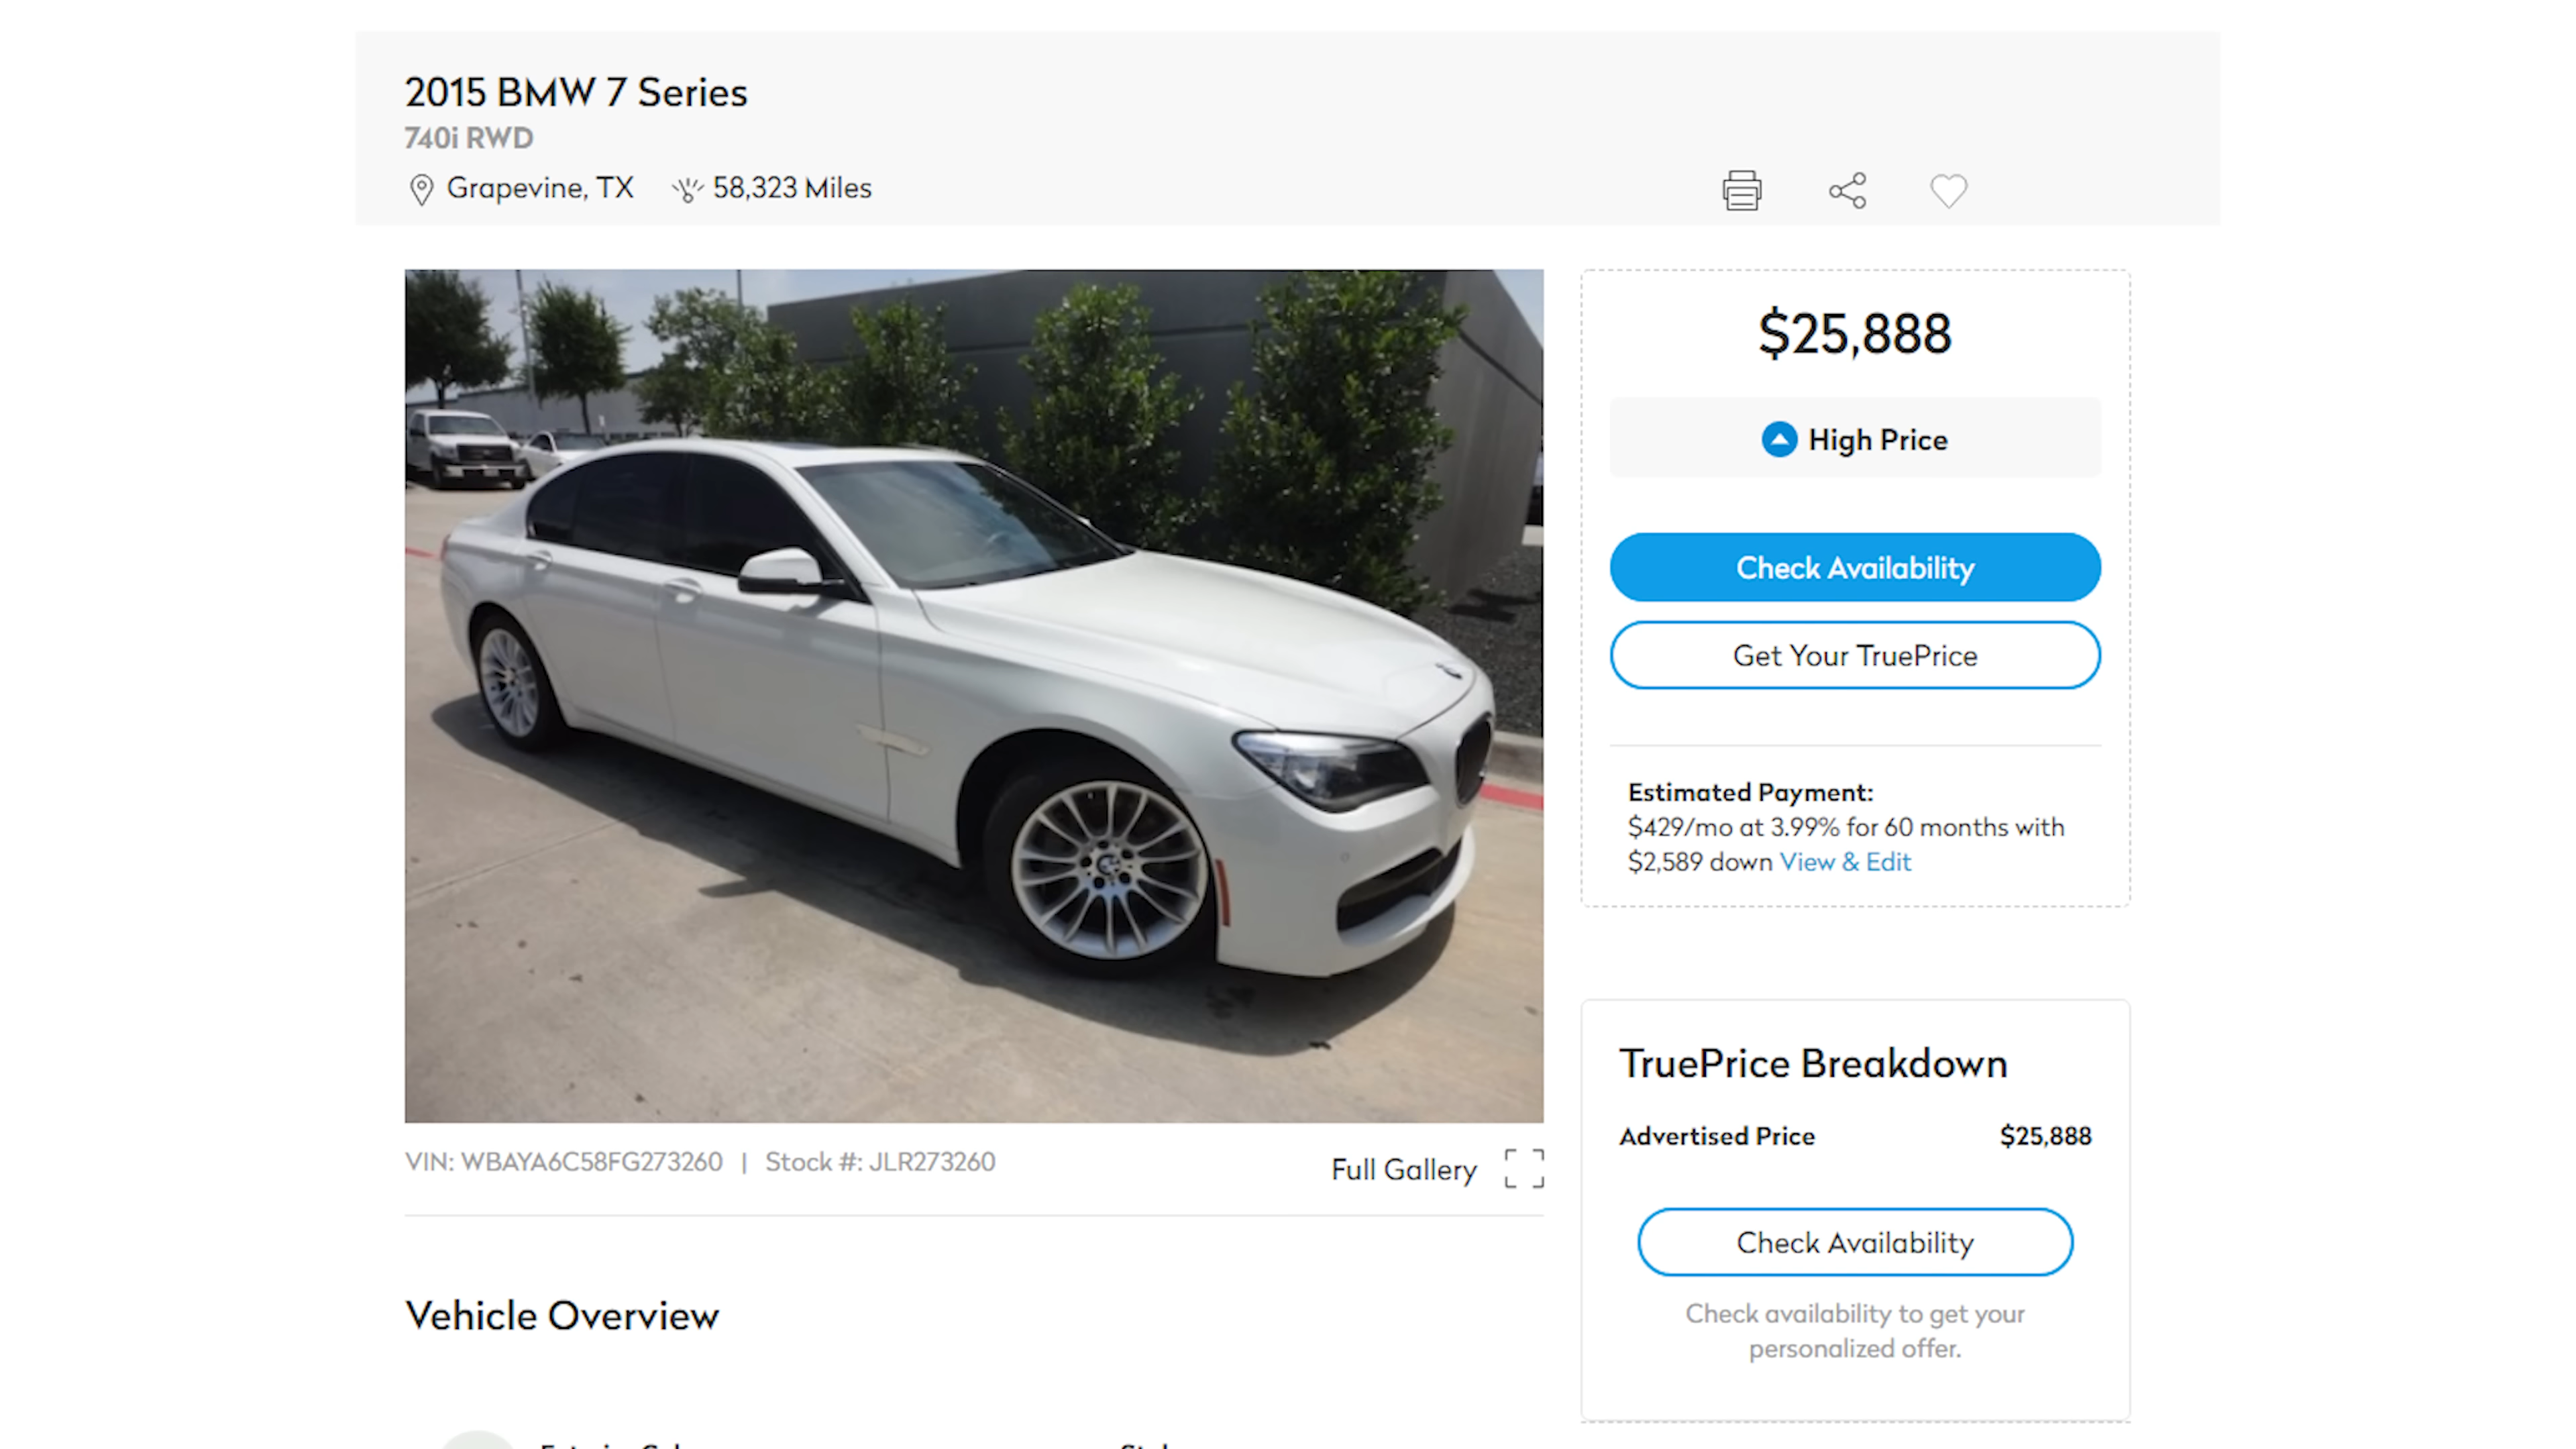 2015 BMW 7 Series
740i RWD
Grapevine, TX 58,323 Miles
$25,888
High Price
Check Availability
Get Your TruePrice
Estimated Payment:
$429/mo at 3.99% for 60 months with
$2,589 down View & Edit
VIN: WBAYA6C58FG273260 | Stock #: JLR273260
Full Gallery
TruePrice Breakdown
Advertised Price $25,888
Check Availability
Check availability to get your
personalized offer.
Vehicle Overview